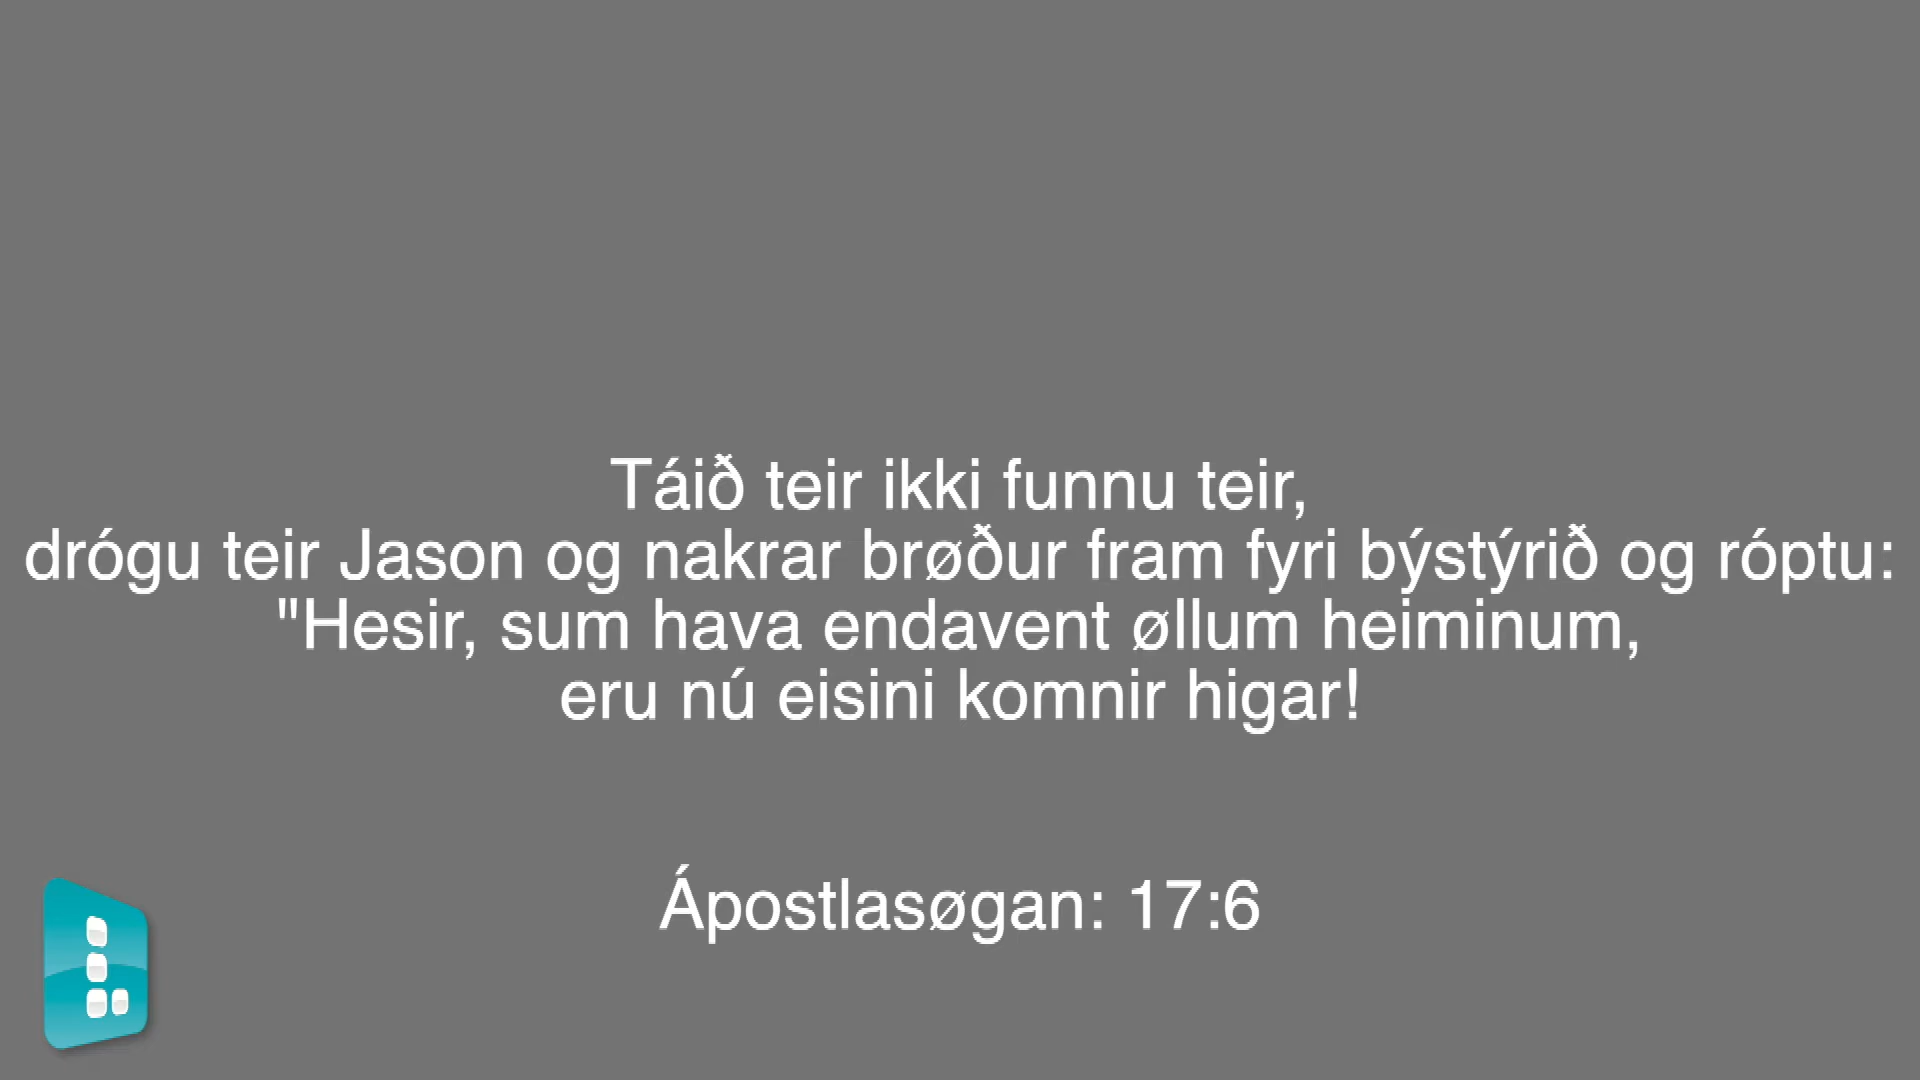 Táið teir ikki funnu teir,
drógu teir Jason og nakrar brøður fram fyri býstýrið og róptu:
"Hesir, sum hava endavent øllum heiminum,
eru nú eisini komnir higar!
Ápostlasøgan: 17:6